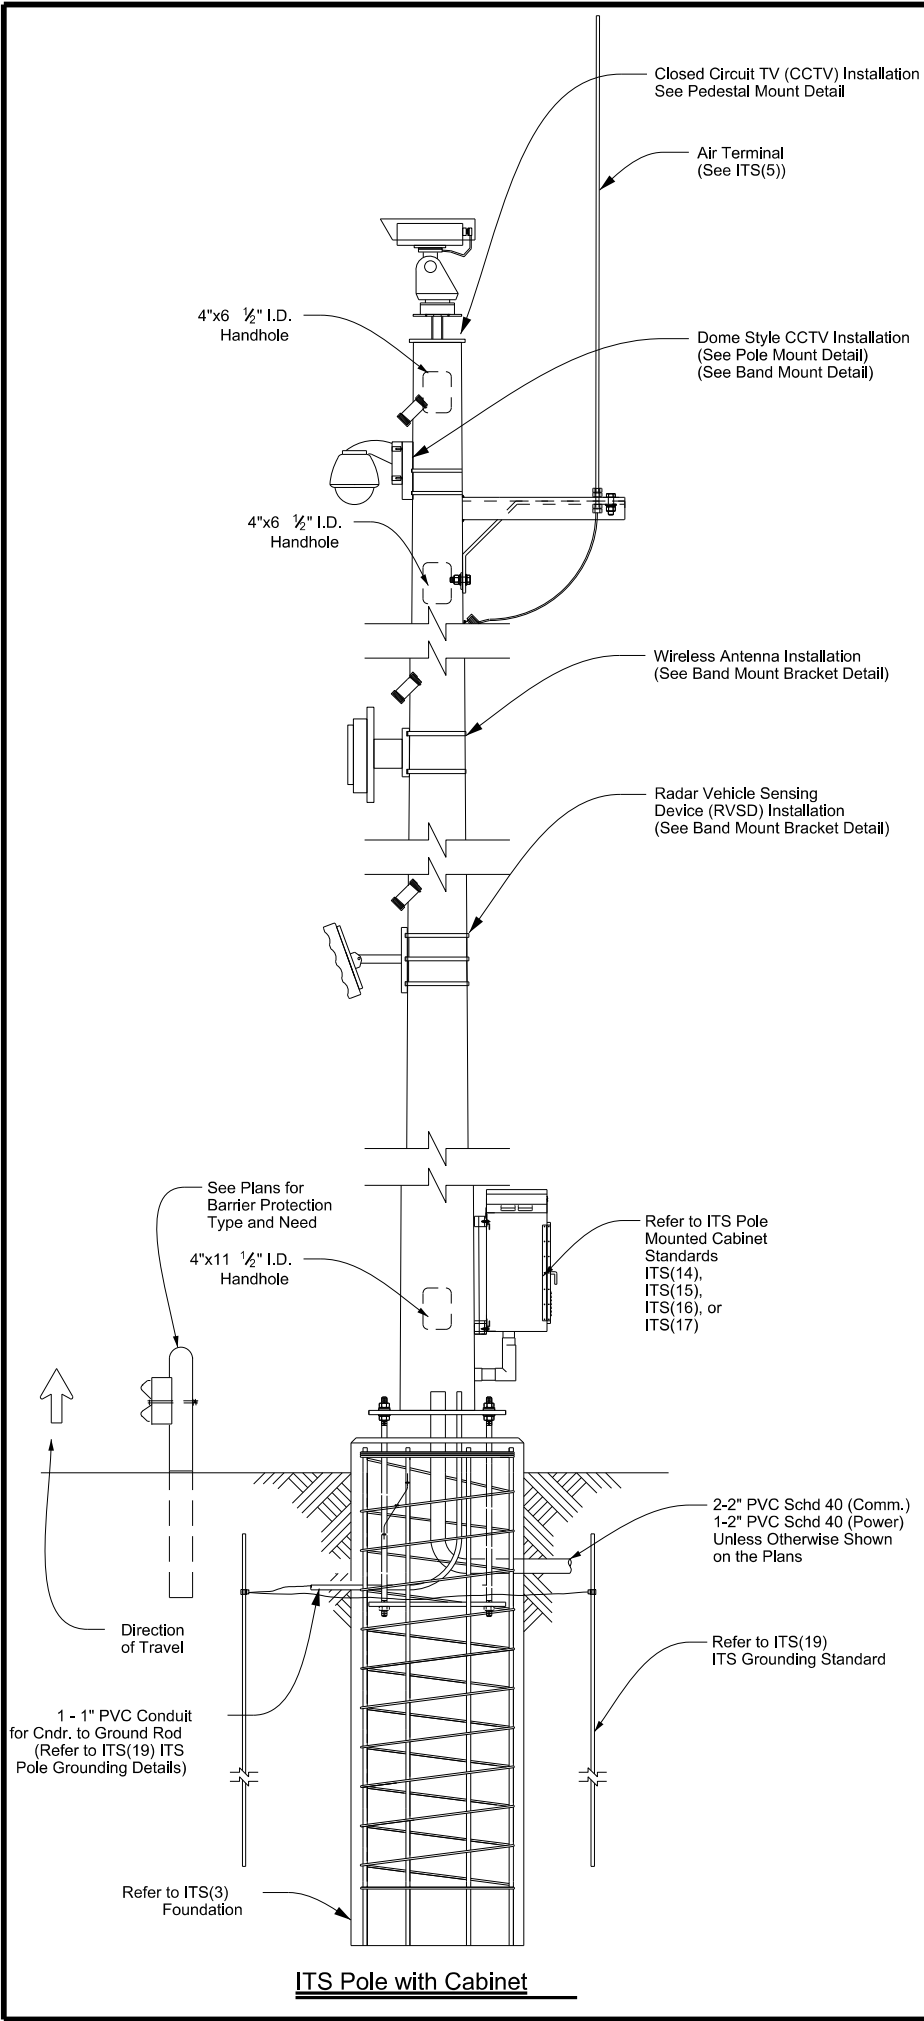 Closed Circuit TV (CCTV) Installation
See Pedestal Mount Detail
Air Terminal
(See ITS(5))
4"x6 ½" I.D.
Handhole
Dome Style CCTV Installation
(See Pole Mount Detail)
(See Band Mount Detail)
4"x6 ½" I.D.
Handhole
Wireless Antenna Installation
(See Band Mount Bracket Detail)
Radar Vehicle Sensing
Device (RVSD) Installation
(See Band Mount Bracket Detail)
See Plans for
Barrier Protection
Type and Need
4"x11 ½" I.D.
Handhole
Refer to ITS Pole
Mounted Cabinet
Standards
ITS(14),
ITS(15),
ITS(16), or
ITS(17)
2-2" PVC Schd 40 (Comm.)
1-2" PVC Schd 40 (Power)
Unless Otherwise Shown
on the Plans
Direction
of Travel
Refer to ITS(19)
ITS Grounding Standard
1 - 1" PVC Conduit
for Cndr. to Ground Rod
(Refer to ITS(19) ITS
Pole Grounding Details)
Refer to ITS(3)
Foundation
ITS Pole with Cabinet